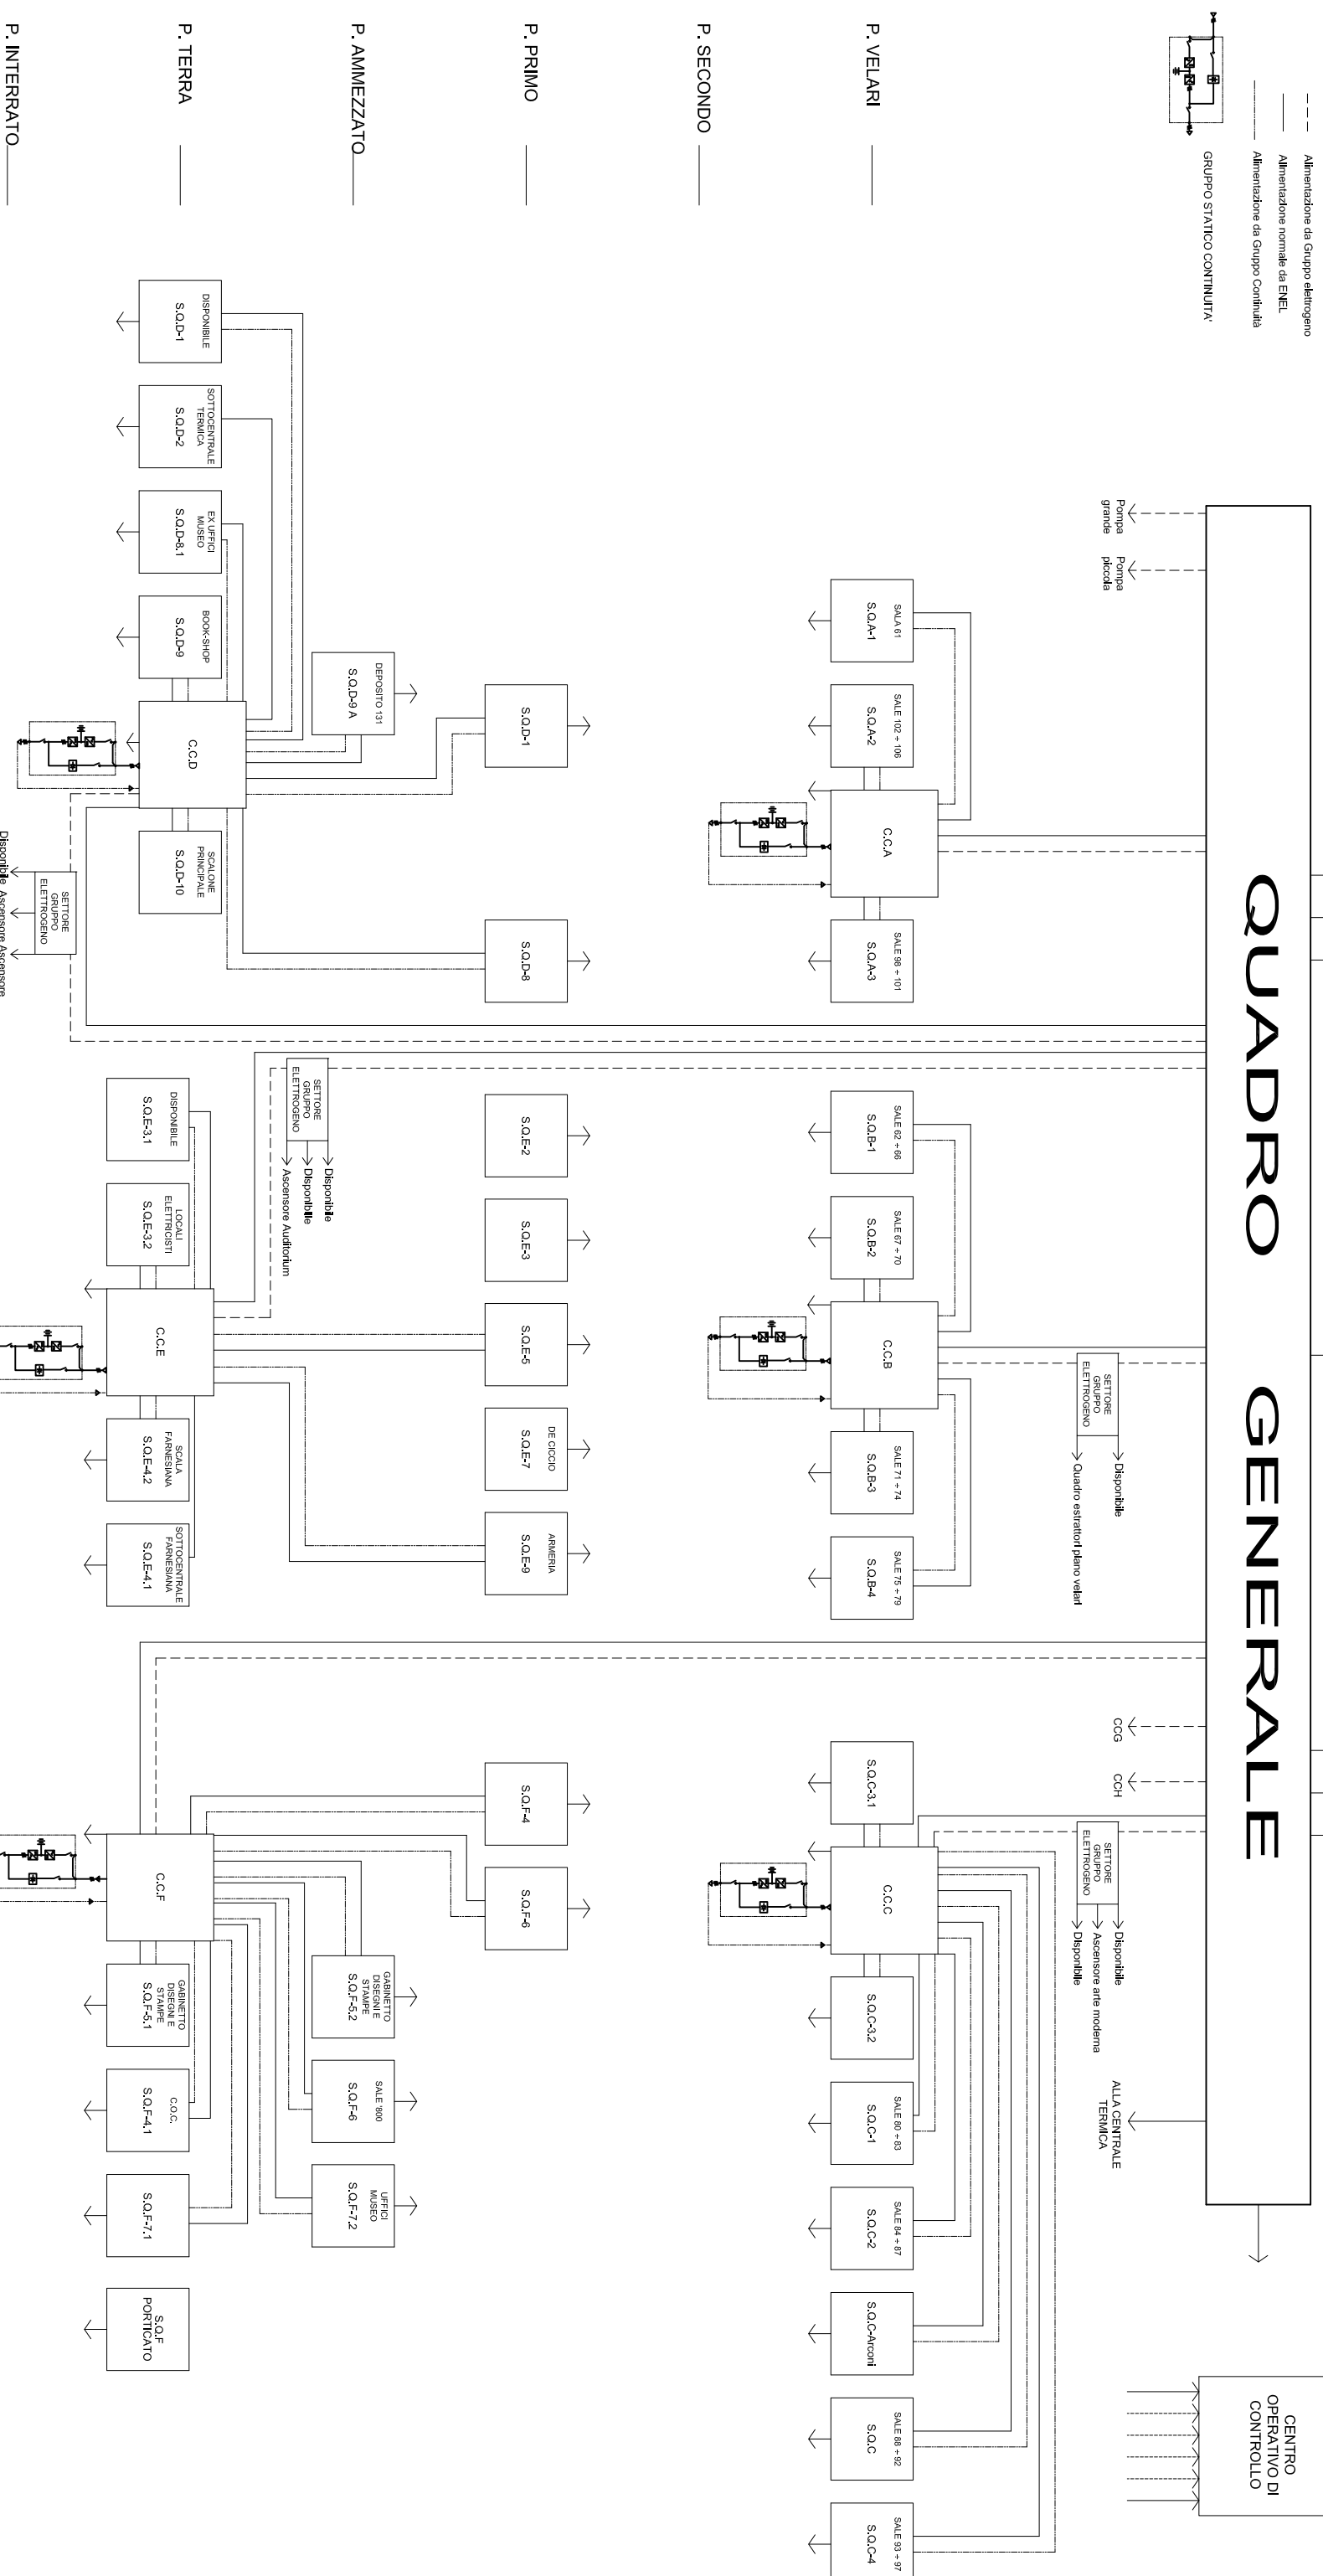 Alimentazione da Gruppo elettrogeno
Alimentazione normale da ENEL
Alimentazione da Gruppo Continuità
GRUPPO STATICO CONTINUITA'
QUADRO GENERALE
CENTRO
OPERATIVO DI
CONTROLLO
Pompa
grande
Pompa
piccola
SETTORE
GRUPPO
ELETTROGENO
Disponibile
Quadro estrattori piano velari
CCG
CCH
SETTORE
GRUPPO
ELETTROGENO
Disponibile
Ascensore arte moderna
Disponibile
ALLA CENTRALE
TERMICA
P. VELARI
SALA 61
S.Q.A-1
SALE 102 ÷ 106
S.Q.A-2
C.C.A
SALE 98 ÷ 101
S.Q.A-3
SALE 62 ÷ 66
S.Q.B-1
SALE 67 ÷ 70
S.Q.B-2
C.C.B
SALE 71 ÷ 74
S.Q.B-3
SALE 75 ÷ 79
S.Q.B-4
S.Q.C-3.1
C.C.C
S.Q.C-3.2
SALE 80 ÷ 83
S.Q.C-1
SALE 84 ÷ 87
S.Q.C-2
S.Q.C-Arconi
SALE 88 ÷ 92
S.Q.C
SALE 93 ÷ 97
S.Q.C-4
P. SECONDO
P. PRIMO
S.Q.D-1
S.Q.D-8
S.Q.E-2
S.Q.E-3
S.Q.E-5
DE CICCIO
S.Q.E-7
ARMERIA
S.Q.E-9
S.Q.F-4
S.Q.F-6
P. AMMEZZATO
DEPOSITO 131
S.Q.D-9 A
SETTORE
GRUPPO
ELETTROGENO
Disponibile
Disponibile
Ascensore Auditorium
GABINETTO
DISEGNI E
STAMPE
S.Q.F-5.2
SALE '800
S.Q.F-6
UFFICI
MUSEO
S.Q.F-7.2
P. TERRA
DISPONIBILE
S.Q.D-1
SOTTOCENTRALE
TERMICA
S.Q.D-2
EX UFFICI
MUSEO
S.Q.D-8.1
BOOK-SHOP
S.Q.D-9
C.C.D
SCALONE
PRINCIPALE
S.Q.D-10
DISPONIBILE
S.Q.E-3.1
LOCALI
ELETTRICISTI
S.Q.E-3.2
C.C.E
SCALA
FARNESIANA
S.Q.E-4.2
SOTTOCENTRALE
FARNESIANA
S.Q.E-4.1
C.C.F
GABINETTO
DISEGNI E
STAMPE
S.Q.F-5.1
C.O.C.
S.Q.F-4.1
S.Q.F-7.1
S.Q.F
PORTICATO
SETTORE
GRUPPO
ELETTROGENO
P. INTERRATO
Disponibile Ascensore Ascensore